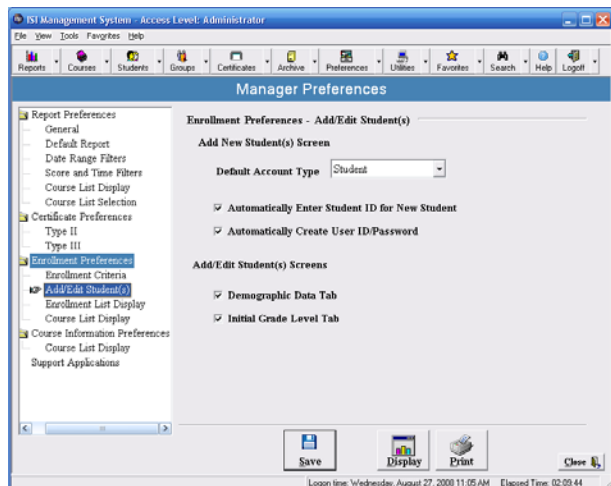 ISI Management System - Access Level: Administrator
File View Tools Favorites Help
Reports Courses Students Groups Certificates Archive Preferences Utilities Favorites Search Help Logoff
Manager Preferences
Report Preferences
General
Default Report
Date Range Filters
Score and Time Filters
Course List Display
Course List Selection
Certificate Preferences
Type II
Type III
Enrollment Preferences
Enrollment Criteria
Add/Edit Student(s)
Enrollment List Display
Course List Display
Course Information Preferences
Course List Display
Support Applications
Enrollment Preferences - Add/Edit Student(s)
Add New Student(s) Screen
Default Account Type Student
Automatically Enter Student ID for New Student
Automatically Create User ID/Password
Add/Edit Student(s) Screens
Demographic Data Tab
Initial Grade Level Tab
Save Display Print Close
Logon time: Wednesday, August 27, 2008 11:05 AM Elapsed Time: 02:09:44